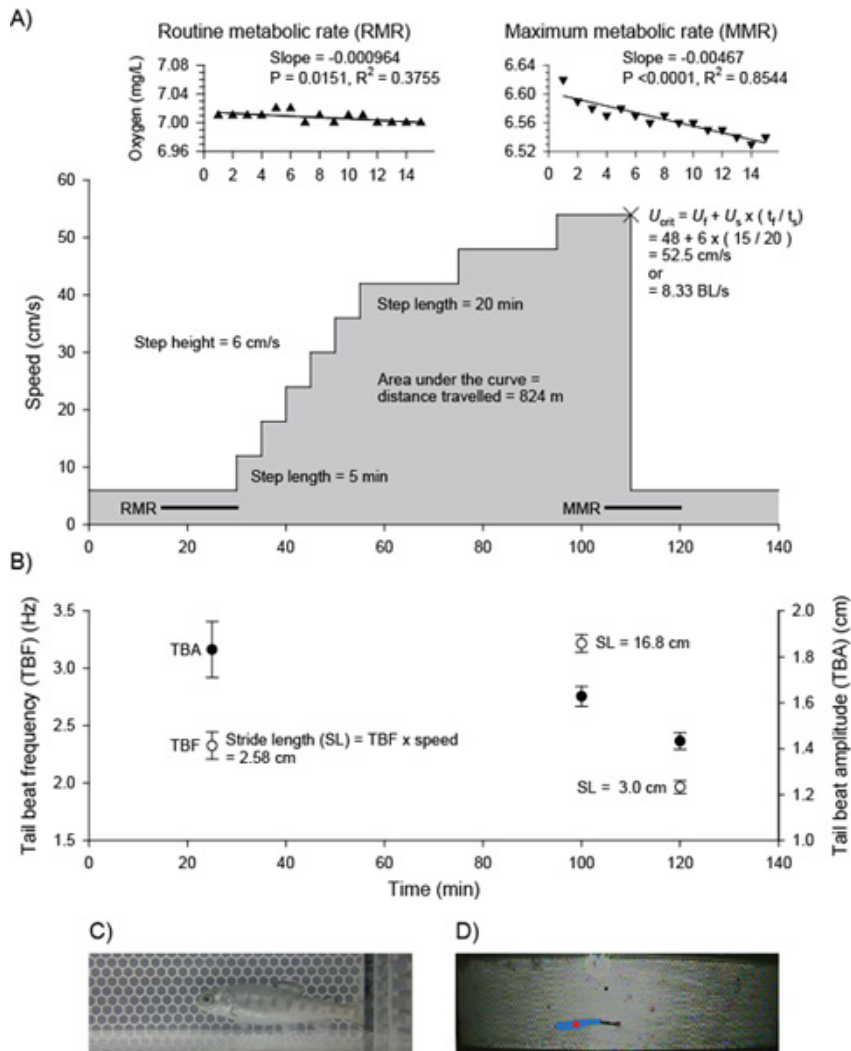 A)
Routine metabolic rate (RMR)
Slope = -0.000964
P = 0.0151, R² = 0.3755
Oxygen (mg/L)
7.08
7.04
7.00
6.96
0 2 4 6 8 10 12 14
Maximum metabolic rate (MMR)
Slope = -0.00467
P <0.0001, R² = 0.8544
6.64
6.60
6.56
6.52
0 2 4 6 8 10 12 14
Speed (cm/s)
60
50
40
30
20
10
0
U_crit = U_f + U_s x ( t_f / t_s)
= 48 + 6 x ( 15 / 20 )
= 52.5 cm/s
or
= 8.33 BL/s
Step length = 20 min
Step height = 6 cm/s
Area under the curve =
distance travelled = 824 m
Step length = 5 min
RMR
MMR
0 20 40 60 80 100 120 140
B)
Tail beat frequency (TBF) (Hz)
3.5
3.0
2.5
2.0
1.5
TBA
TBF
Stride length (SL) = TBF x speed
= 2.58 cm
SL = 16.8 cm
SL = 3.0 cm
2.0
1.8
1.6
1.4
1.2
1.0
Tail beat amplitude (TBA) (cm)
0 20 40 60 80 100 120 140
Time (min)
C)
D)